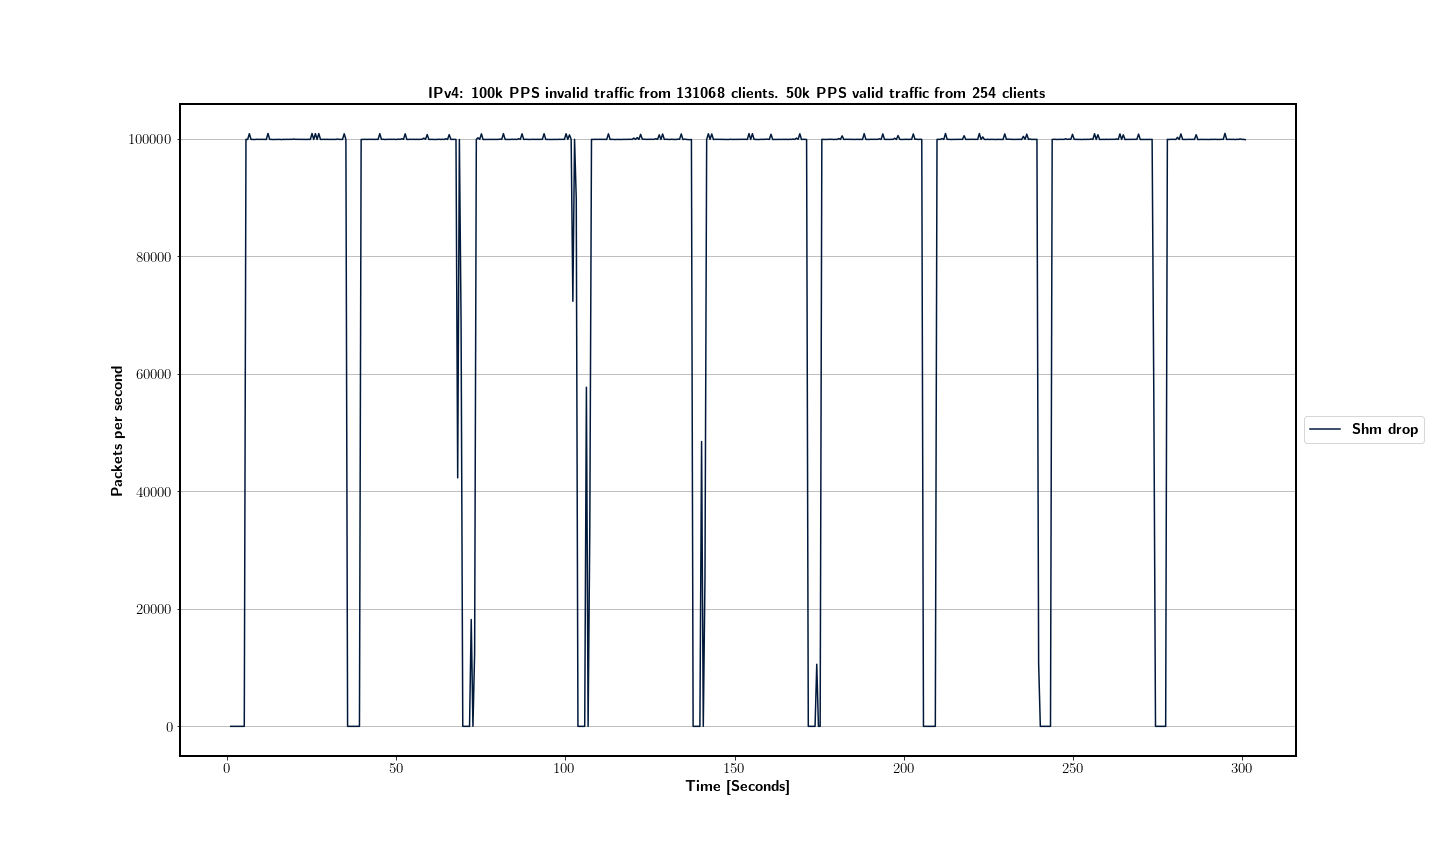 IPv4: 100k PPS invalid traffic from 131068 clients. 50k PPS valid traffic from 254 clients
100000
80000
60000
40000
20000
0
Packets per second
0 50 100 150 200 250 300
Time [Seconds]
Shm drop